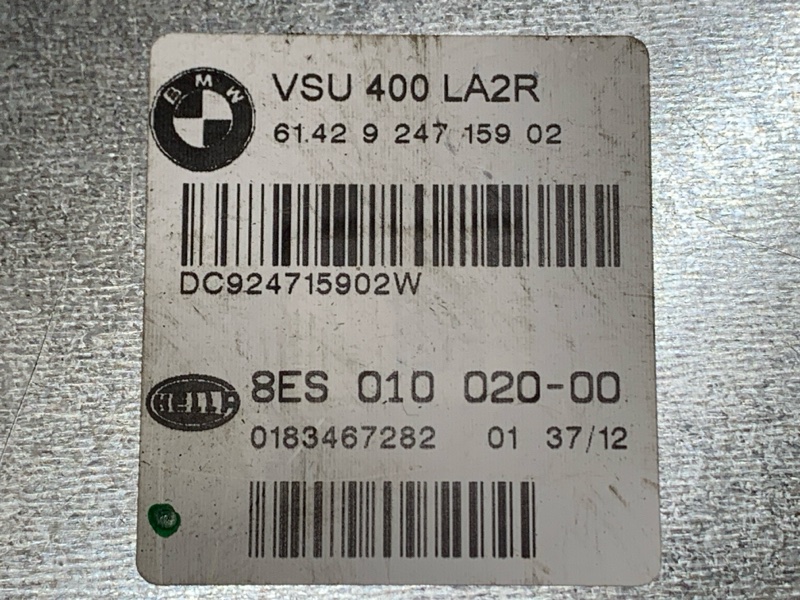 BMW
VSU 400 LA2R
61.42 9 247 159 02
DC924715902W
HELLA
8ES 010 020-00
0183467282 01 37/12